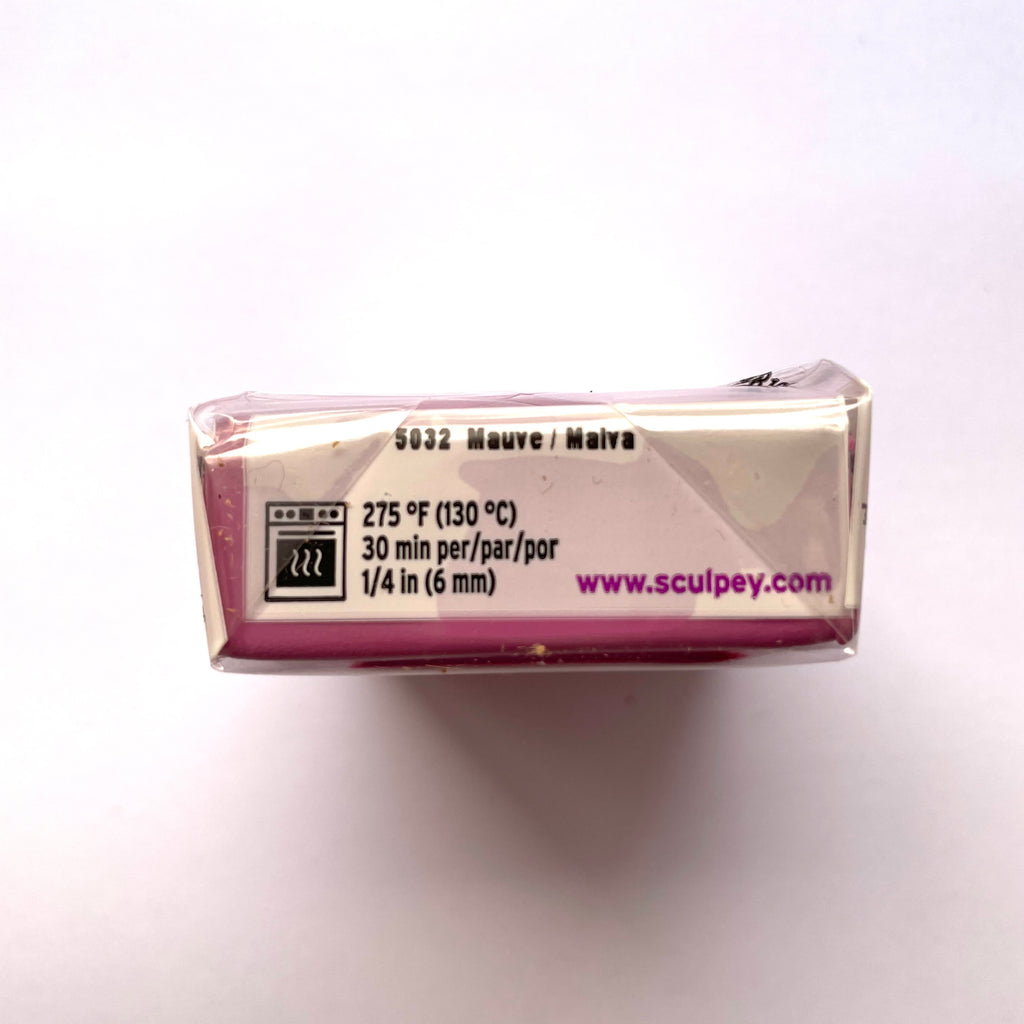 5032 Mauve / Malva
275 °F (130 °C)
30 min per/par/por
1/4 in (6 mm)
www.sculpey.com